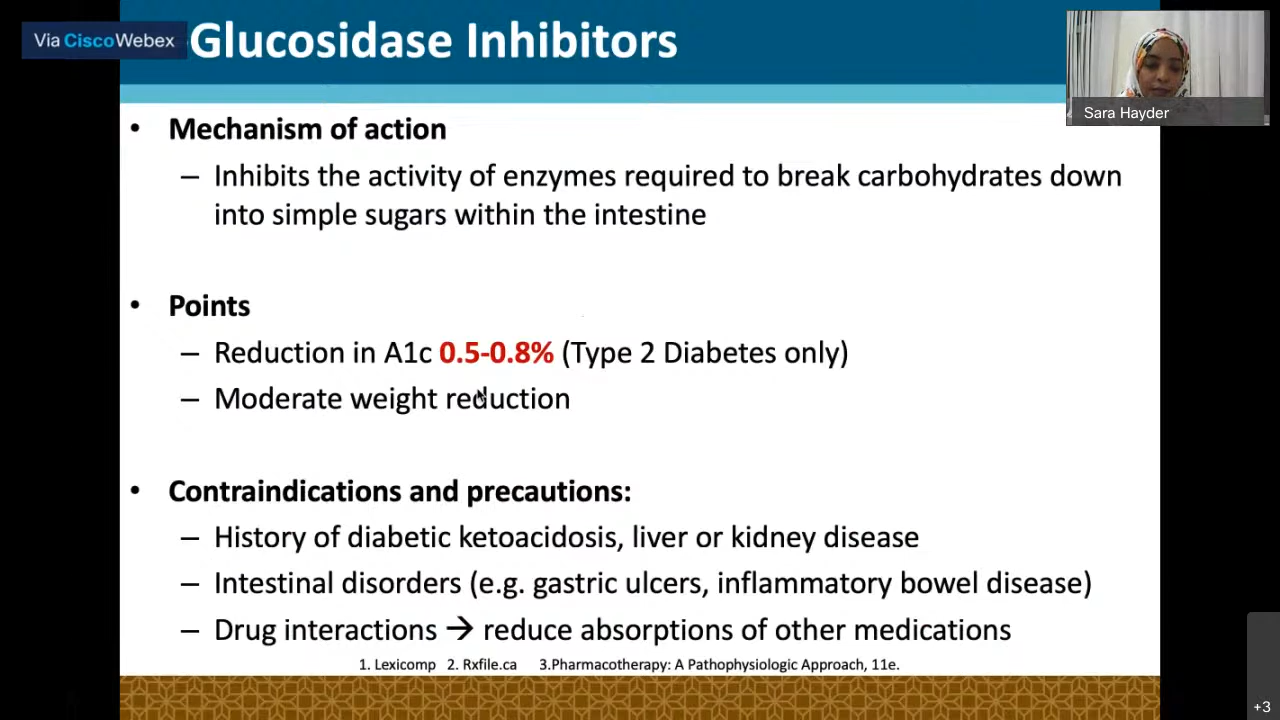 Via CiscoWebex
Glucosidase Inhibitors
Sara Hayder
• Mechanism of action
– Inhibits the activity of enzymes required to break carbohydrates down
into simple sugars within the intestine
• Points
– Reduction in A1c 0.5-0.8% (Type 2 Diabetes only)
– Moderate weight reduction
• Contraindications and precautions:
– History of diabetic ketoacidosis, liver or kidney disease
– Intestinal disorders (e.g. gastric ulcers, inflammatory bowel disease)
– Drug interactions → reduce absorptions of other medications
1. Lexicomp 2. Rxfile.ca 3.Pharmacotherapy: A Pathophysiologic Approach, 11e.
+3